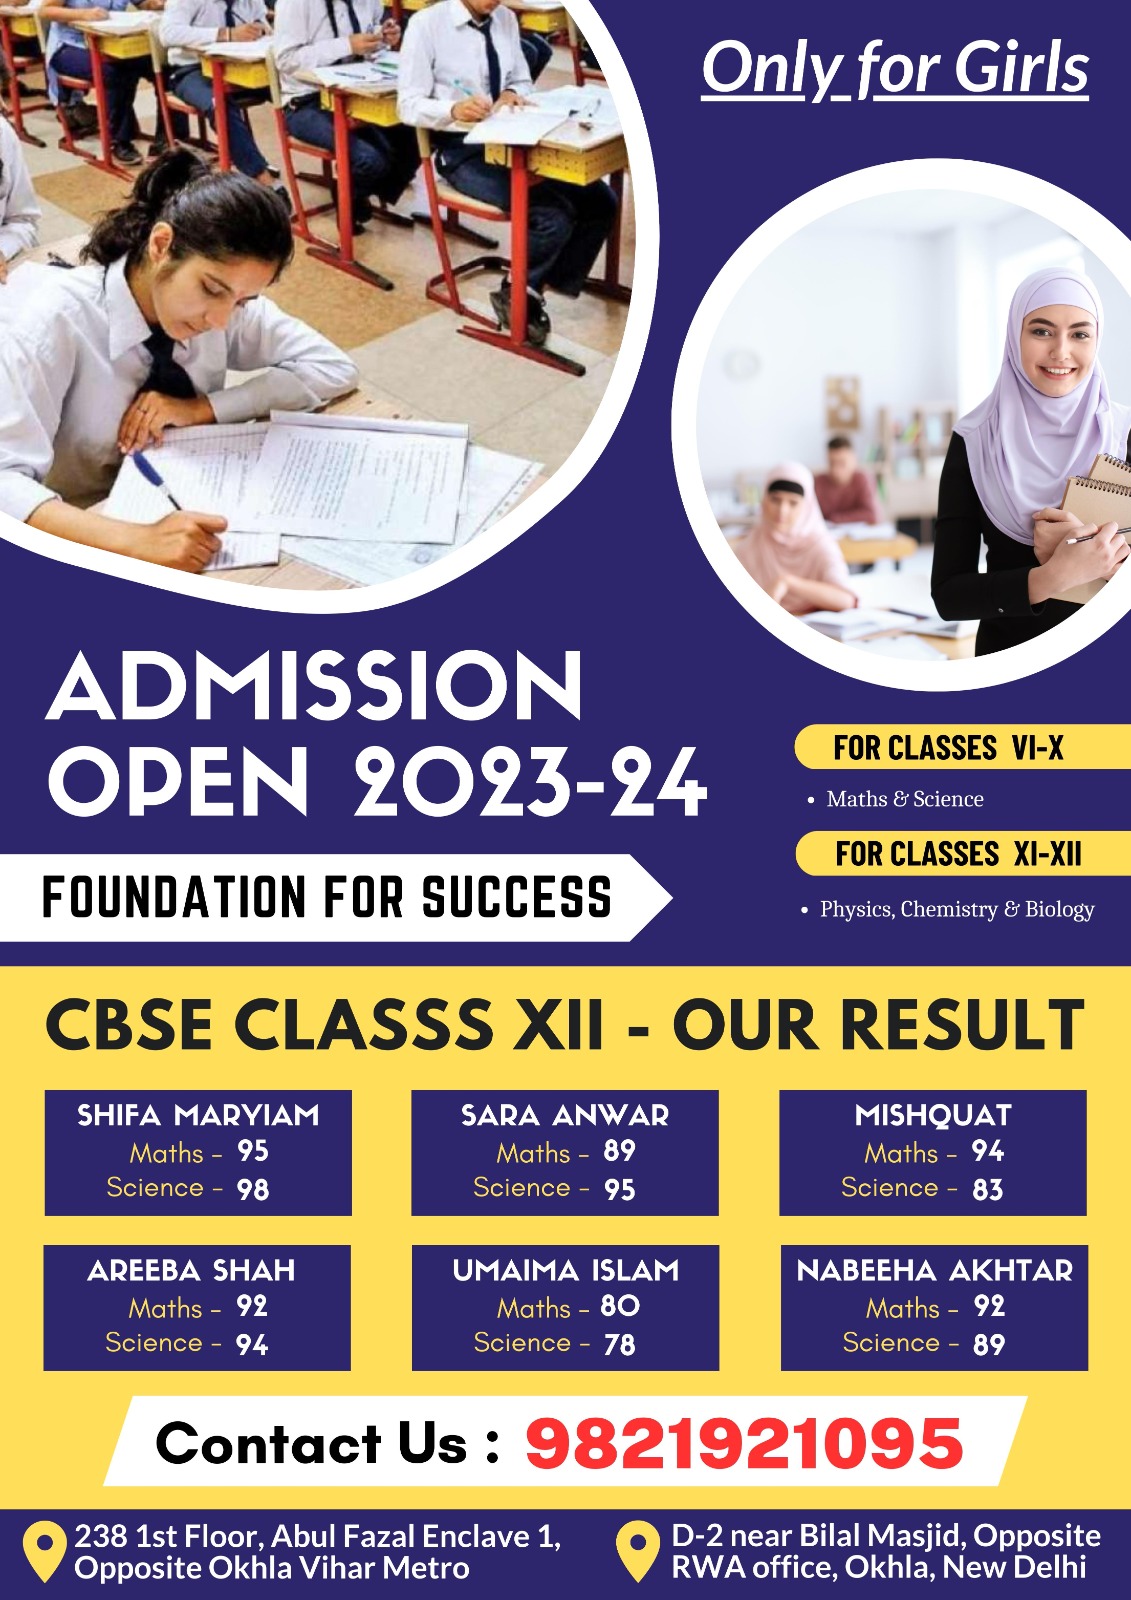 Only for Girls
ADMISSION
OPEN 2023-24
FOUNDATION FOR SUCCESS
FOR CLASSES VI-X
• Maths & Science
FOR CLASSES XI-XII
• Physics, Chemistry & Biology
CBSE CLASSS XII - OUR RESULT
SHIFA MARYIAM
Maths - 95
Science - 98
SARA ANWAR
Maths - 89
Science - 95
MISHQUAT
Maths - 94
Science - 83
AREEBA SHAH
Maths - 92
Science - 94
UMAIMA ISLAM
Maths - 80
Science - 78
NABEEHA AKHTAR
Maths - 92
Science - 89
Contact Us : 9821921095
238 1st Floor, Abul Fazal Enclave 1,
Opposite Okhla Vihar Metro
D-2 near Bilal Masjid, Opposite
RWA office, Okhla, New Delhi